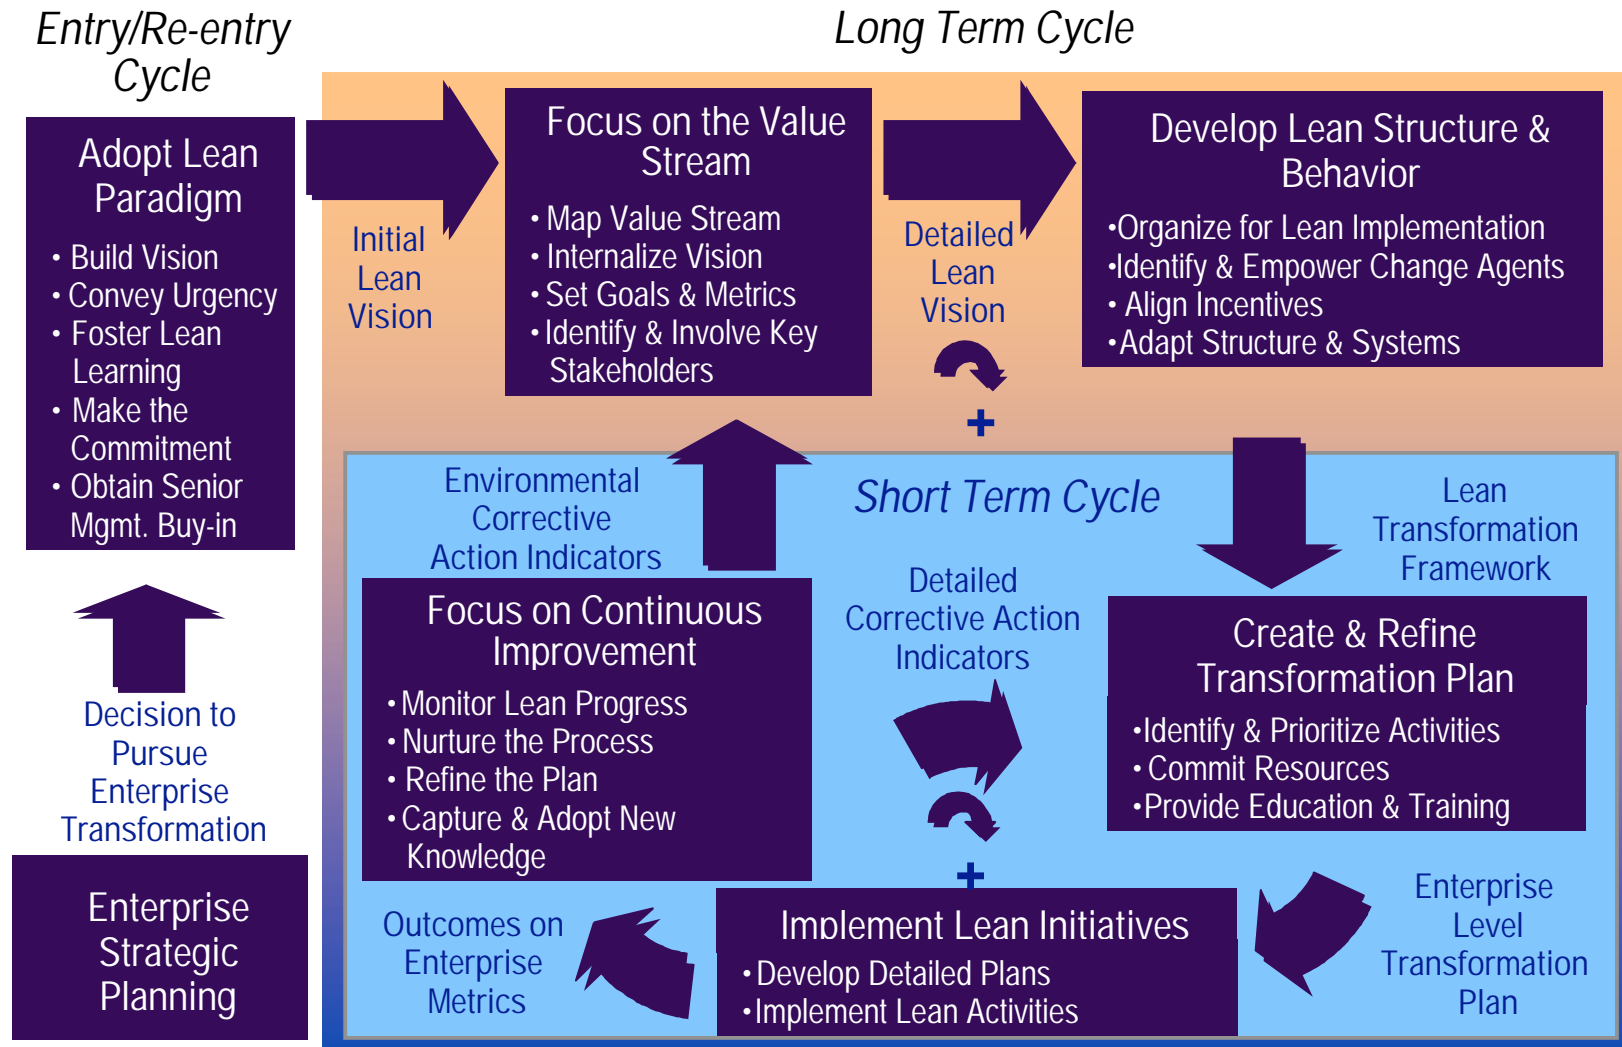 Entry/Re-entry
Cycle
Long Term Cycle
Adopt Lean
Paradigm
• Build Vision
• Convey Urgency
• Foster Lean
Learning
• Make the
Commitment
• Obtain Senior
Mgmt. Buy-in
Decision to
Pursue
Enterprise
Transformation
Enterprise
Strategic
Planning
Initial
Lean
Vision
Focus on the Value
Stream
• Map Value Stream
• Internalize Vision
• Set Goals & Metrics
• Identify & Involve Key
Stakeholders
Detailed
Lean
Vision
+
Develop Lean Structure &
Behavior
• Organize for Lean Implementation
• Identify & Empower Change Agents
• Align Incentives
• Adapt Structure & Systems
Short Term Cycle
Environmental
Corrective
Action Indicators
Lean
Transformation
Framework
Focus on Continuous
Improvement
• Monitor Lean Progress
• Nurture the Process
• Refine the Plan
• Capture & Adopt New
Knowledge
Detailed
Corrective Action
Indicators
+
Create & Refine
Transformation Plan
• Identify & Prioritize Activities
• Commit Resources
• Provide Education & Training
Outcomes on
Enterprise
Metrics
Implement Lean Initiatives
• Develop Detailed Plans
• Implement Lean Activities
Enterprise
Level
Transformation
Plan